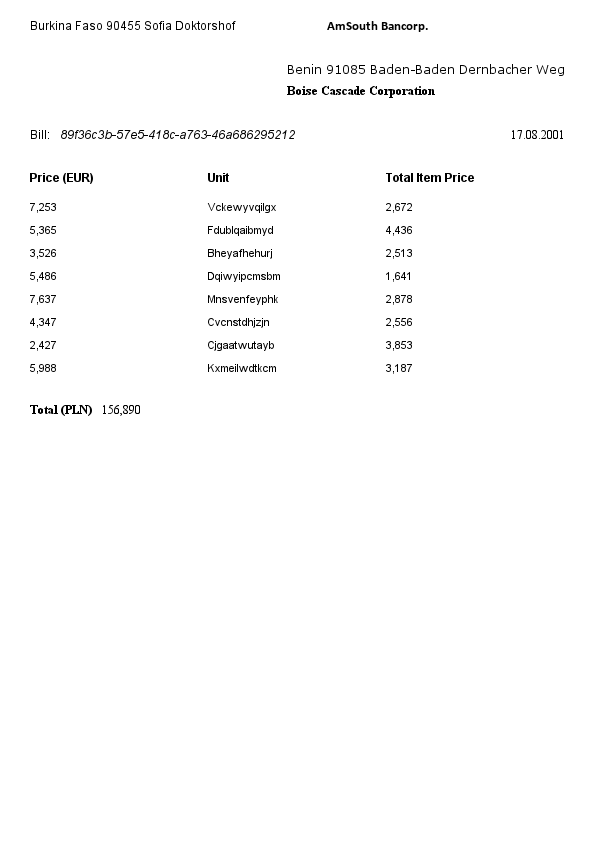 Burkina Faso 90455 Sofia Doktorshof AmSouth Bancorp.
Benin 91085 Baden-Baden Dernbacher Weg
Boise Cascade Corporation
Bill: 89f36c3b-57e5-418c-a763-46a686295212 17.08.2001
Price (EUR) Unit Total Item Price
7,253 Vckewyvqilgx 2,672
5,365 Fdublqaibmyd 4,436
3,526 Bheyafhehurj 2,513
5,486 Dqiwyipcmsbm 1,641
7,637 Mnsvenfeyphk 2,878
4,347 Cvcnstdhjzjn 2,556
2,427 Cjgaatwutayb 3,853
5,988 Kxmeilwdtkcm 3,187
Total (PLN) 156,890